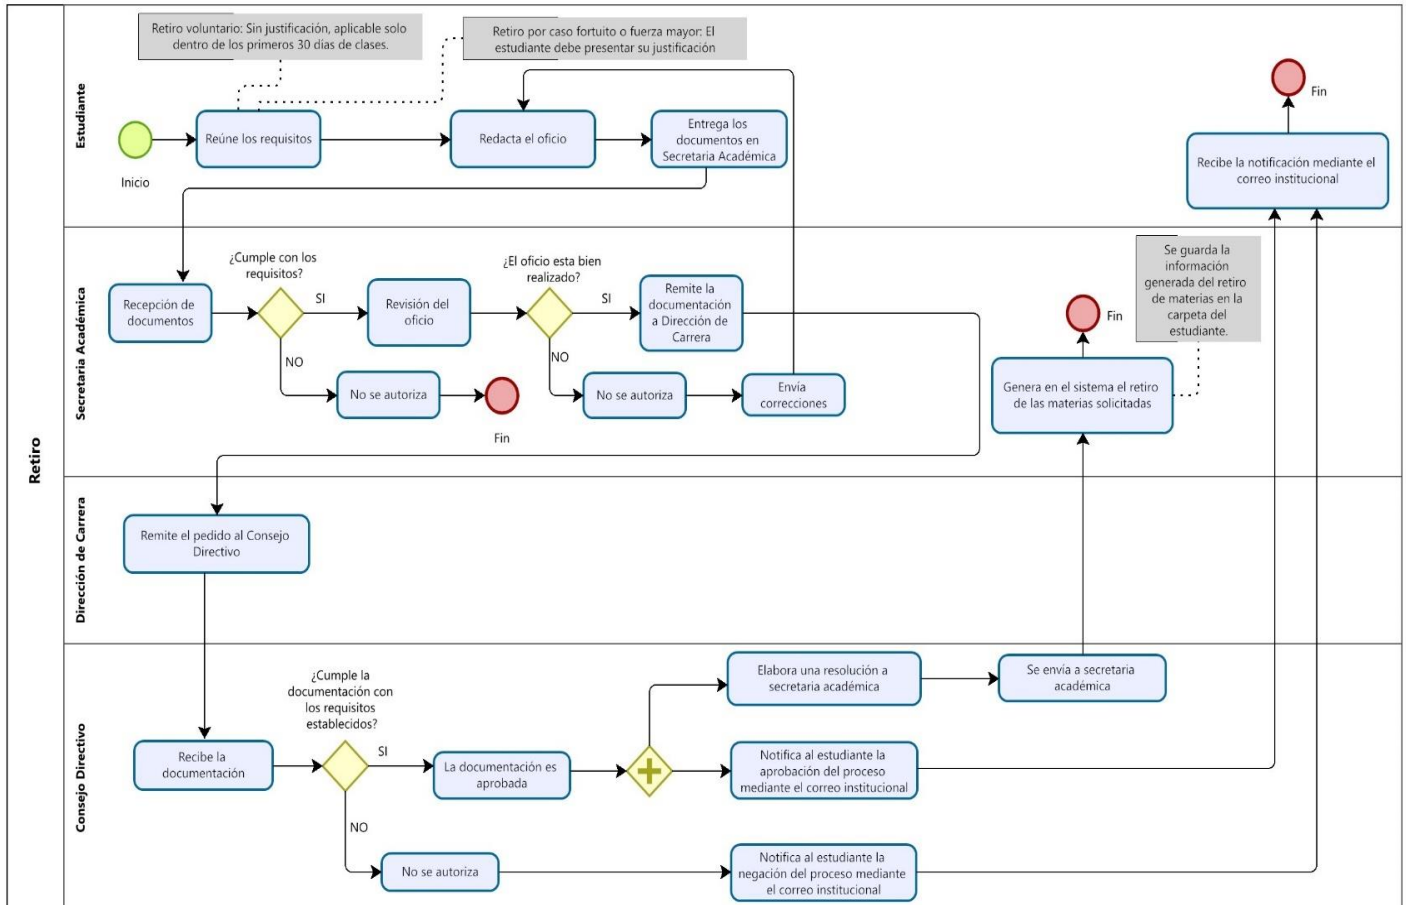 Retiro
Estudiante
Retiro voluntario: Sin justificación, aplicable solo
dentro de los primeros 30 días de clases.
Retiro por caso fortuito o fuerza mayor: El
estudiante debe presentar su justificación
Inicio
Reúne los requisitos
Redacta el oficio
Entrega los
documentos en
Secretaria Académica
Fin
Recibe la notificación mediante el
correo institucional
Secretaria Académica
Recepción de
documentos
¿Cumple con los
requisitos?
SI
NO
Revisión del
oficio
No se autoriza
Fin
¿El oficio esta bien
realizado?
SI
NO
Remite la
documentación
a Dirección de
Carrera
No se autoriza
Envía
correcciones
Fin
Genera en el sistema el retiro
de las materias solicitadas
Se guarda la
información
generada del retiro
de materias en la
carpeta del
estudiante.
Dirección de Carrera
Remite el pedido al Consejo
Directivo
Consejo Directivo
Recibe la
documentación
¿Cumple la
documentación con
los requisitos
establecidos?
SI
NO
La documentación es
aprobada
No se autoriza
Elabora una resolución a
secretaria académica
Se envía a secretaria
académica
Notifica al estudiante la
aprobación del proceso
mediante el correo institucional
Notifica al estudiante la
negación del proceso mediante
el correo institucional